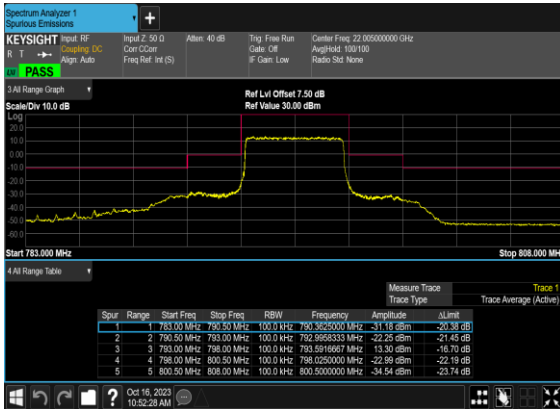 Spectrum Analyzer 1
Spurious Emissions
+
KEYSIGHT Input: RF Input Z: 50 Ω Atten: 40 dB Trig: Free Run Center Freq: 22.005000000 GHz
R T Coupling: DC Corr CCorr Gate: Off Avg|Hold: 100/100
Align: Auto Freq Ref: Int (S) IF Gain: Low Radio Std: None
PASS
3 All Range Graph
Ref Lvl Offset 7.50 dB
Scale/Div 10.0 dB Ref Value 30.00 dBm
Log
20.0
10.0
0.00
-10.0
-20.0
-30.0
-40.0
-50.0
-60.0
Start 783.000 MHz Stop 808.000 MH
4 All Range Table
Measure Trace Trace 1
Trace Type Trace Average (Active)
Spur Range Start Freq Stop Freq RBW Frequency Amplitude ΔLimit
1 1 783.00 MHz 790.50 MHz 100.0 kHz 790.3625000 MHz -31.18 dBm -20.38 dB
2 2 790.50 MHz 793.00 MHz 100.0 kHz 792.9958333 MHz -22.25 dBm -21.45 dB
3 3 793.00 MHz 798.00 MHz 100.0 kHz 793.5916667 MHz 13.30 dBm -16.70 dB
4 4 798.00 MHz 800.50 MHz 100.0 kHz 798.0250000 MHz -22.99 dBm -22.19 dB
5 5 800.50 MHz 808.00 MHz 100.0 kHz 800.5000000 MHz -34.54 dBm -23.74 dB
?
Oct 16, 2023
10:52:28 AM